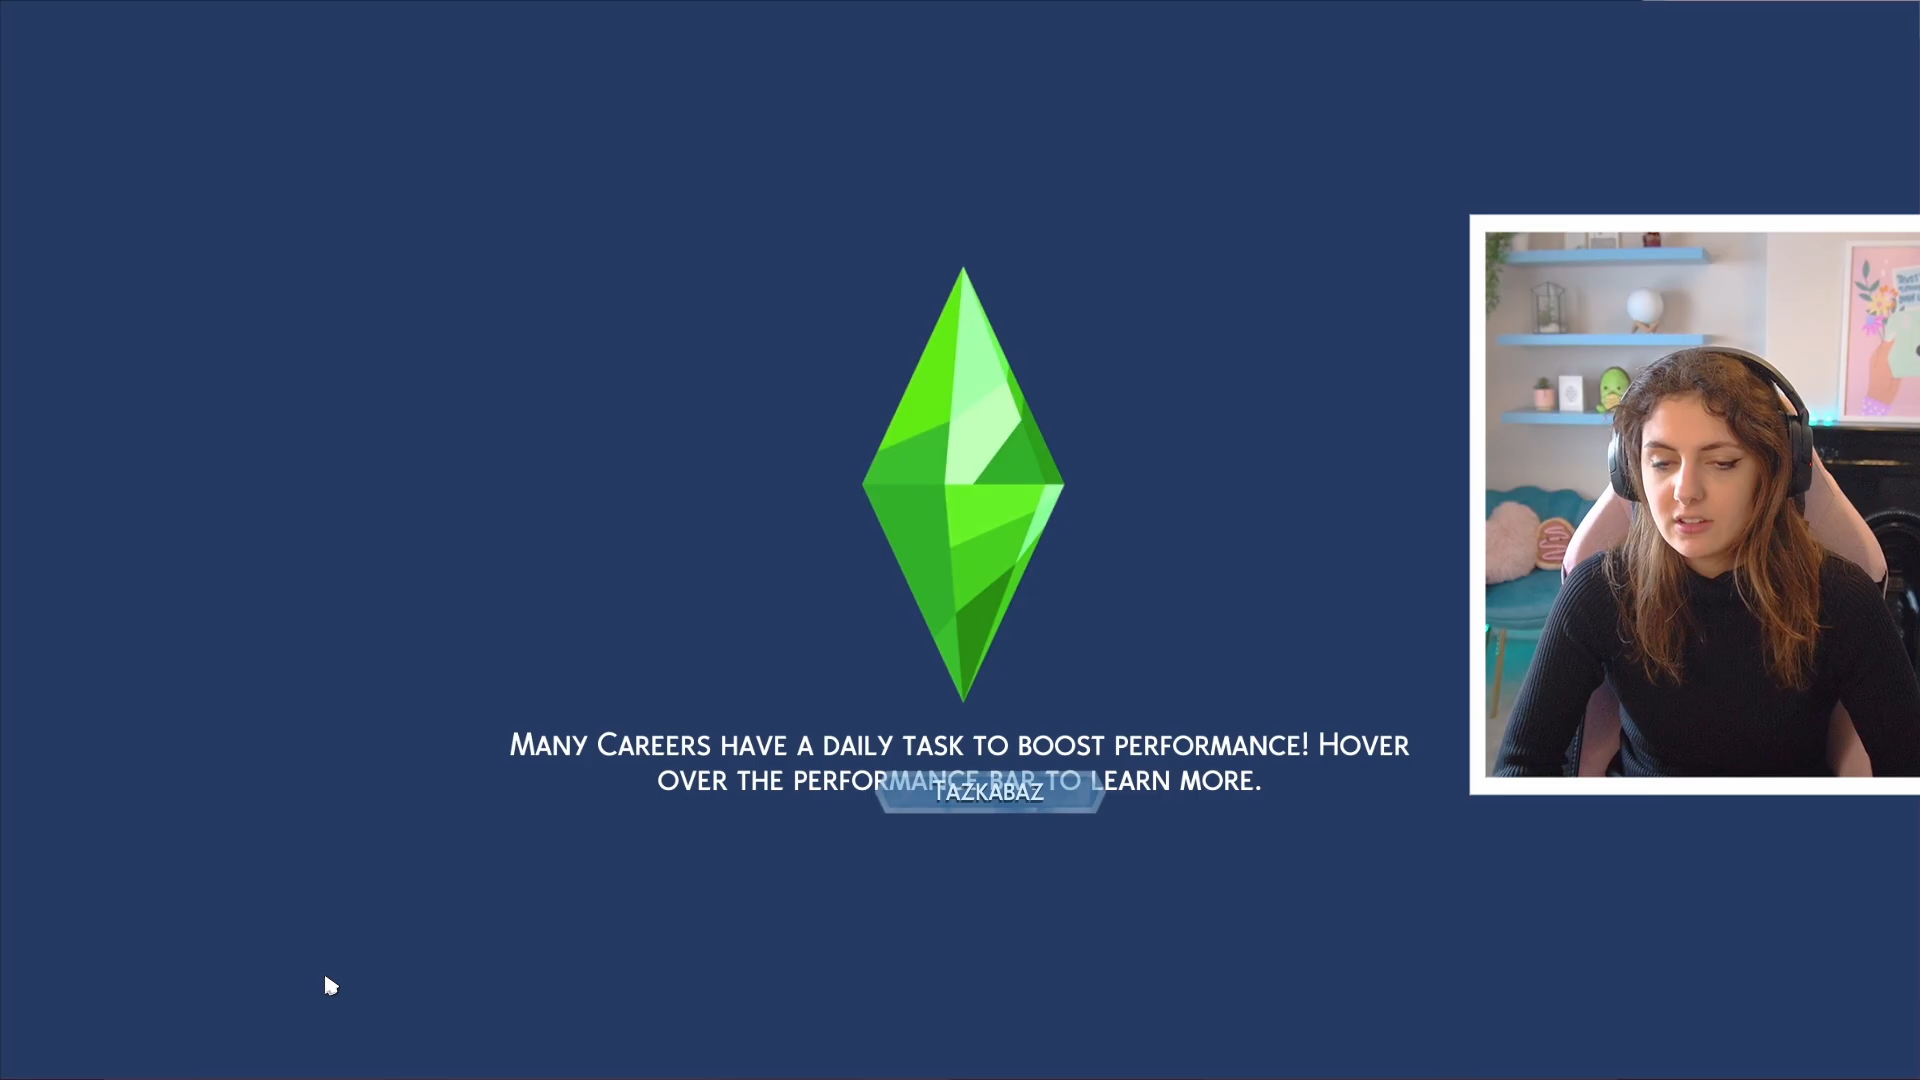 Many Careers have a daily task to boost performance! Hover
over the performance bar to learn more.
TAZKABAZ